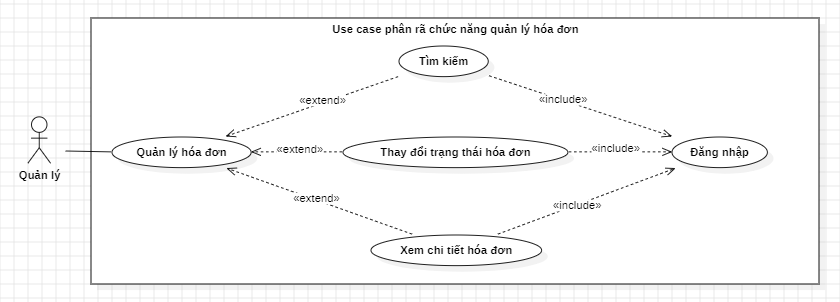 Use case phân rã chức năng quản lý hóa đơn
Tìm kiếm
«extend»
«include»
Quản lý hóa đơn
«extend»
Thay đổi trạng thái hóa đơn
«include»
Đăng nhập
Quản lý
«extend»
«include»
Xem chi tiết hóa đơn